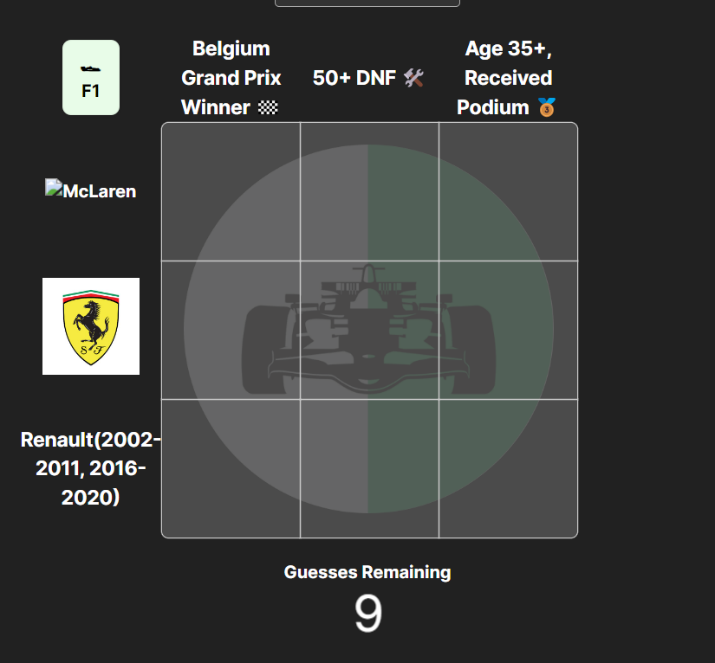 F1
Belgium
Grand Prix
Winner 🏁
50+ DNF 🛠
Age 35+,
Received
Podium 🥉
McLaren
S F
Renault(2002-
2011, 2016-
2020)
Guesses Remaining
9